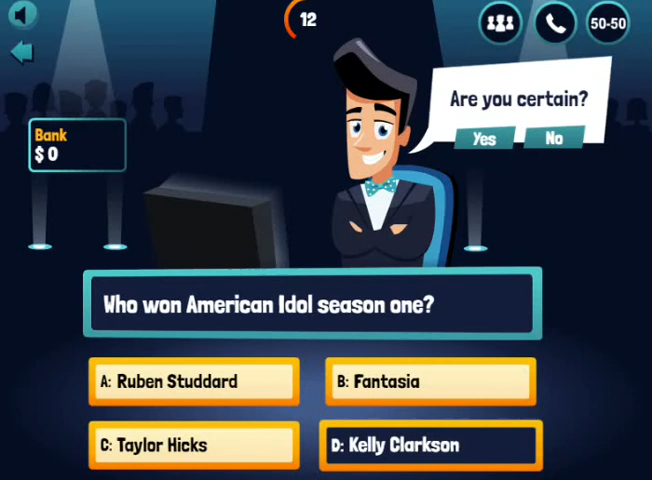 12
50-50
Are you certain?
Yes
No
Bank
$ 0
Who won American Idol season one?
A: Ruben Studdard
B: Fantasia
C: Taylor Hicks
D: Kelly Clarkson